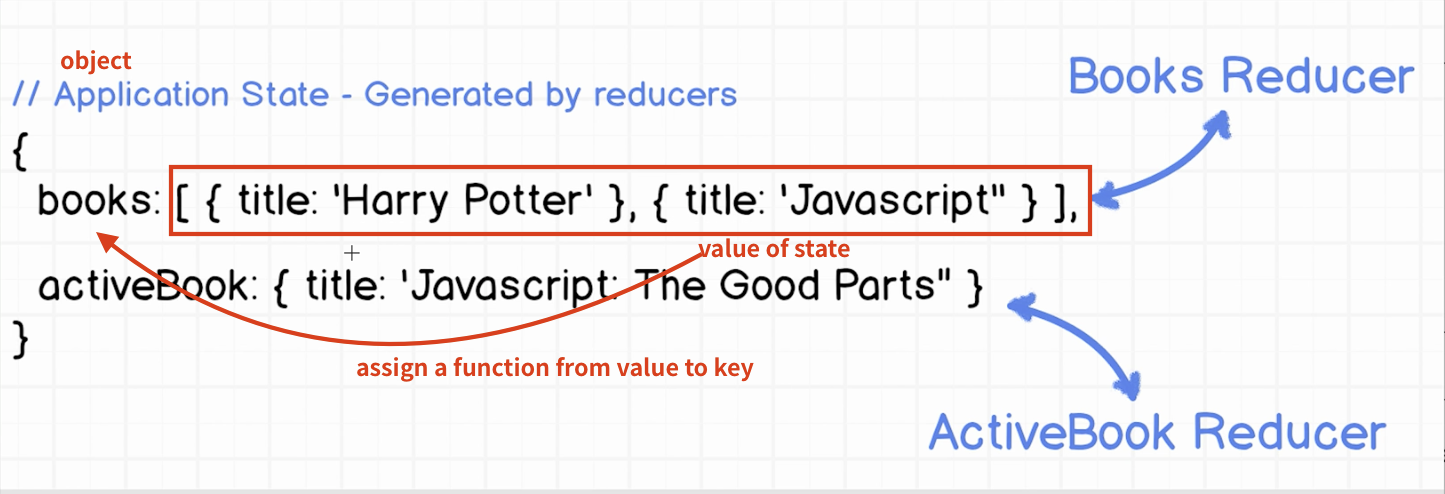 object
// Application State - Generated by reducers
Books Reducer
{
books: [ { title: 'Harry Potter' }, { title: 'Javascript" } ],
value of state
activeBook: { title: 'Javascript: The Good Parts" }
}
assign a function from value to key
ActiveBook Reducer